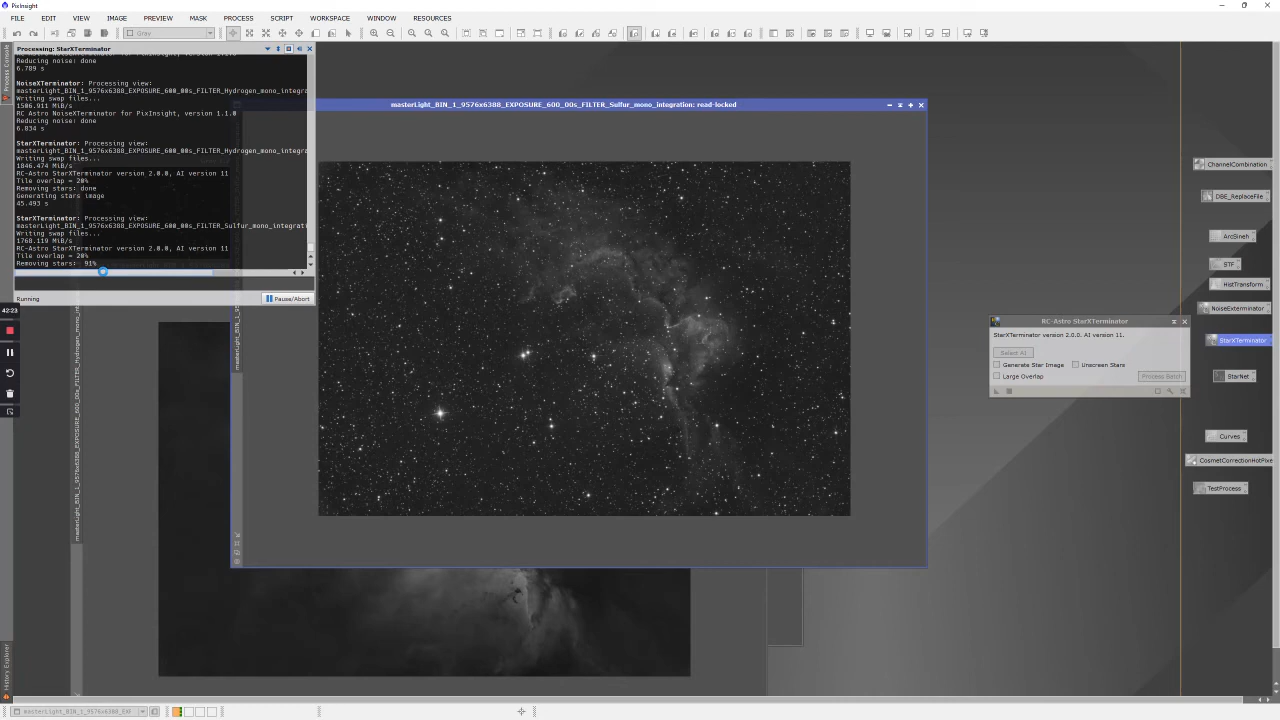 PixInsight
FILE EDIT VIEW IMAGE PREVIEW MASK PROCESS SCRIPT WORKSPACE WINDOW RESOURCES
Gray
Processing: StarXTerminator
Reducing noise: done
6.789 s
NoiseXTerminator: Processing view:
masterLight_BIN_1_9576x6388_EXPOSURE_600_00s_FILTER_Hydrogen_mono_integra
Writing swap files...
1506.911 MiB/s
RC Astro NoiseXTerminator for PixInsight, version 1.1.0
Reducing noise: done
6.834 s
StarXTerminator: Processing view:
masterLight_BIN_1_9576x6388_EXPOSURE_600_00s_FILTER_Hydrogen_mono_integra
Writing swap files...
1846.474 MiB/s
RC-Astro StarXTerminator version 2.0.0, AI version 11
Tile overlap = 20%
Removing stars: done
Generating stars image
45.493 s
StarXTerminator: Processing view:
masterLight_BIN_1_9576x6388_EXPOSURE_600_00s_FILTER_Sulfur_mono_integration
Writing swap files...
1768.119 MiB/s
RC-Astro StarXTerminator version 2.0.0, AI version 11
Tile overlap = 20%
Removing stars: 91%
Running
Pause/Abort
Process Console
History Explorer
42:23
masterLight_BIN_1_9576x6388_EXPOSURE_600_00s_FILTER_Sulfur_mono_integration: read-locked
RC-Astro StarXTerminator
StarXTerminator version 2.0.0. AI version 11.
Select AI
Generate Star Image Unscreen Stars
Large Overlap Process Batch
ChannelCombination
DBE_ReplaceFile
ArcSineh
STF
HistTransform
NoiseExterminator
StarXTerminator
StarNet
Curves
CosmetCorrectionHotPixe
TestProcess
masterLight_BIN_1_9576x6388_EXF